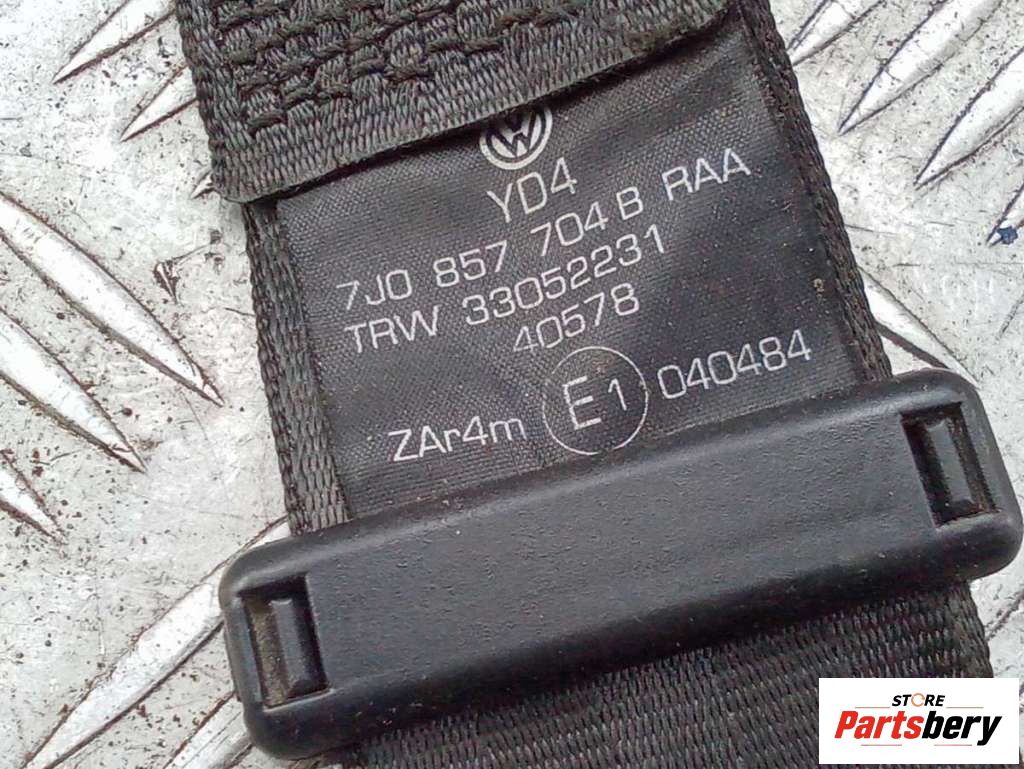 YD4
7J0 857 704 B RAA
TRW 33052231
40578
ZAr4m E1 040484
STORE
Partsbery